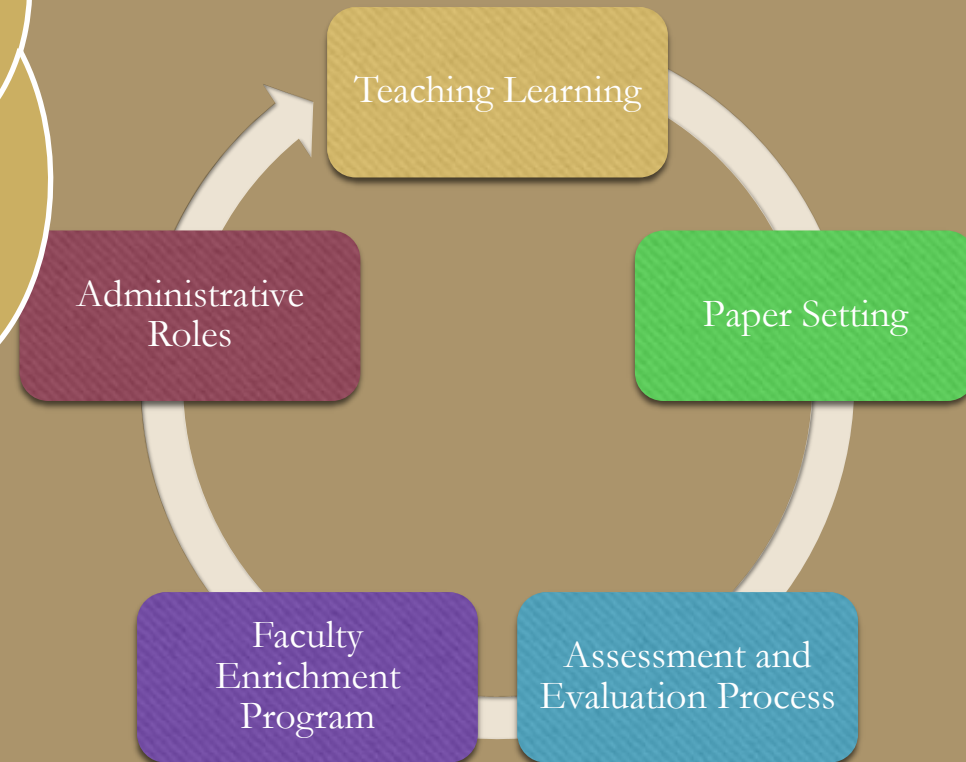 Teaching Learning
Paper Setting
Assessment and
Evaluation Process
Faculty
Enrichment
Program
Administrative
Roles